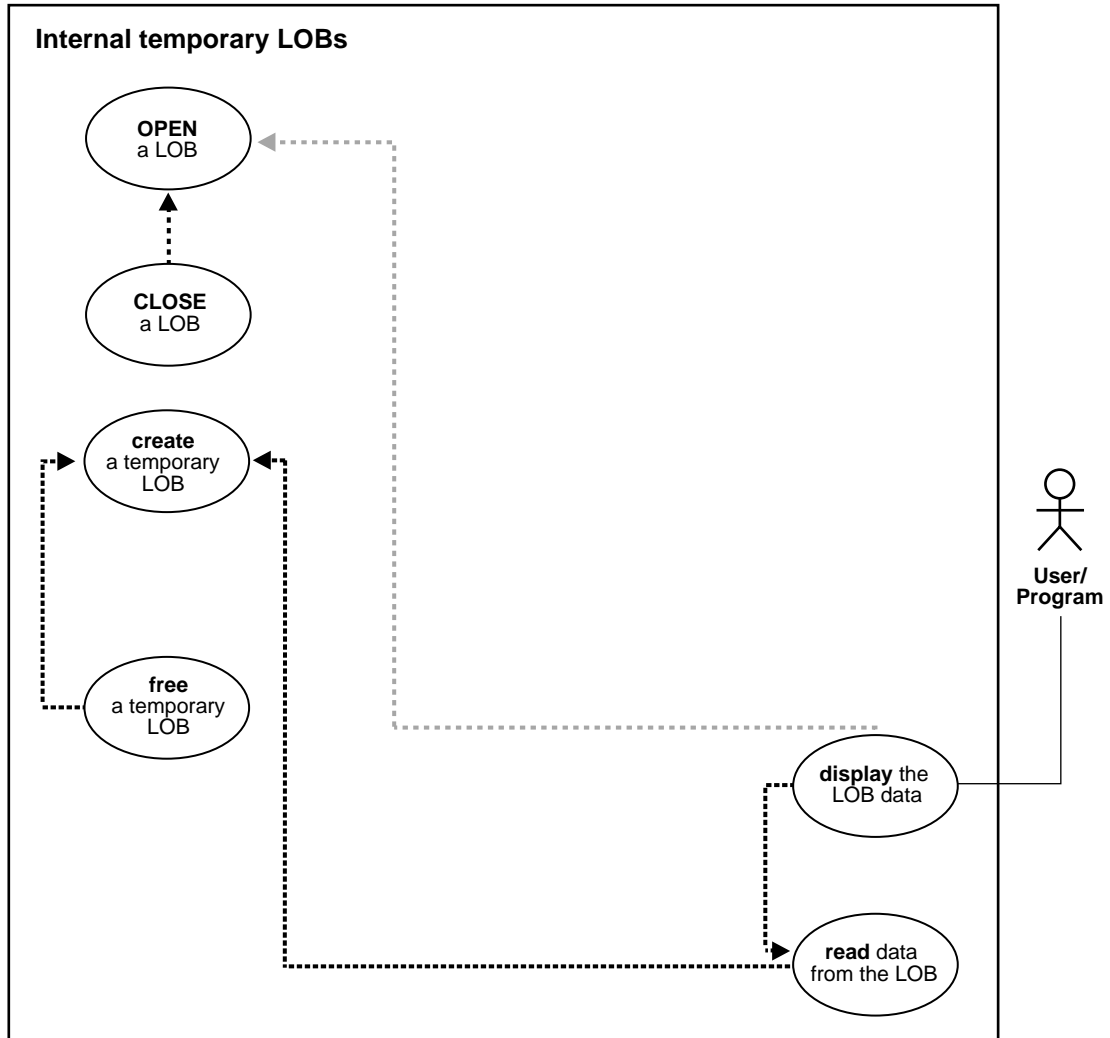 Internal temporary LOBs
OPEN
a LOB
CLOSE
a LOB
create
a temporary
LOB
User/
Program
free
a temporary
LOB
display the
LOB data
read data
from the LOB